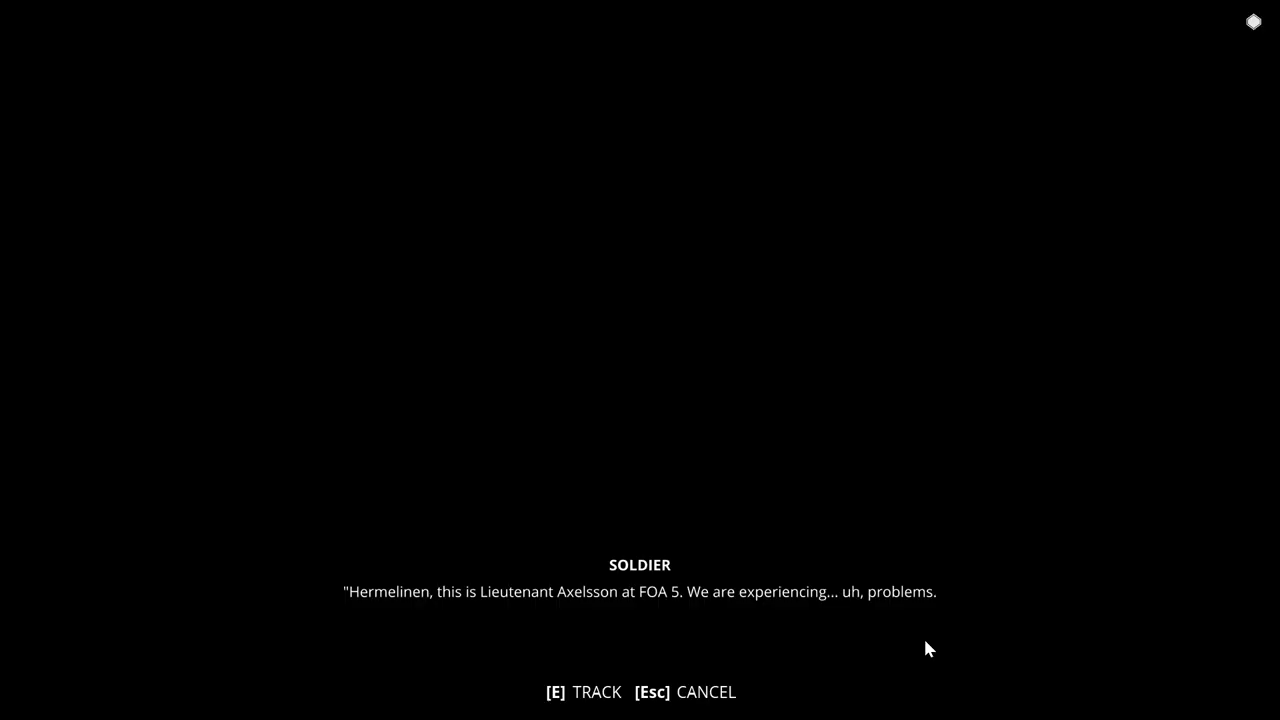 SOLDIER
"Hermelinen, this is Lieutenant Axelsson at FOA 5. We are experiencing... uh, problems.
[E] TRACK [Esc] CANCEL